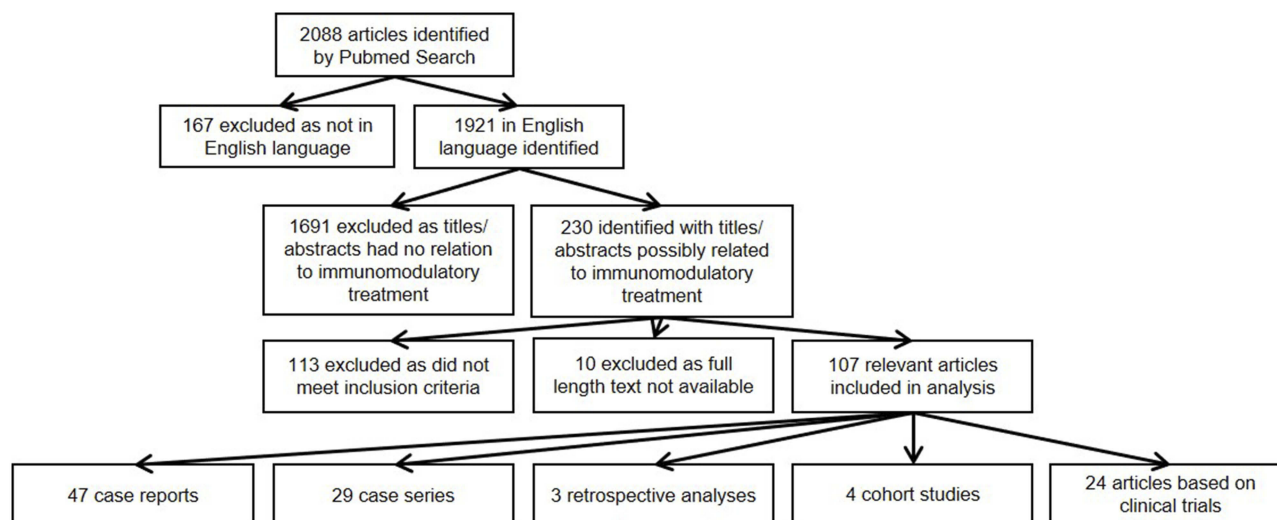 2088 articles identified
by Pubmed Search
167 excluded as not in
English language
1921 in English
language identified
1691 excluded as titles/
abstracts had no relation
to immunomodulatory
treatment
230 identified with titles/
abstracts possibly related
to immunomodulatory
treatment
113 excluded as did not
meet inclusion criteria
10 excluded as full
length text not available
107 relevant articles
included in analysis
47 case reports
29 case series
3 retrospective analyses
4 cohort studies
24 articles based on
clinical trials